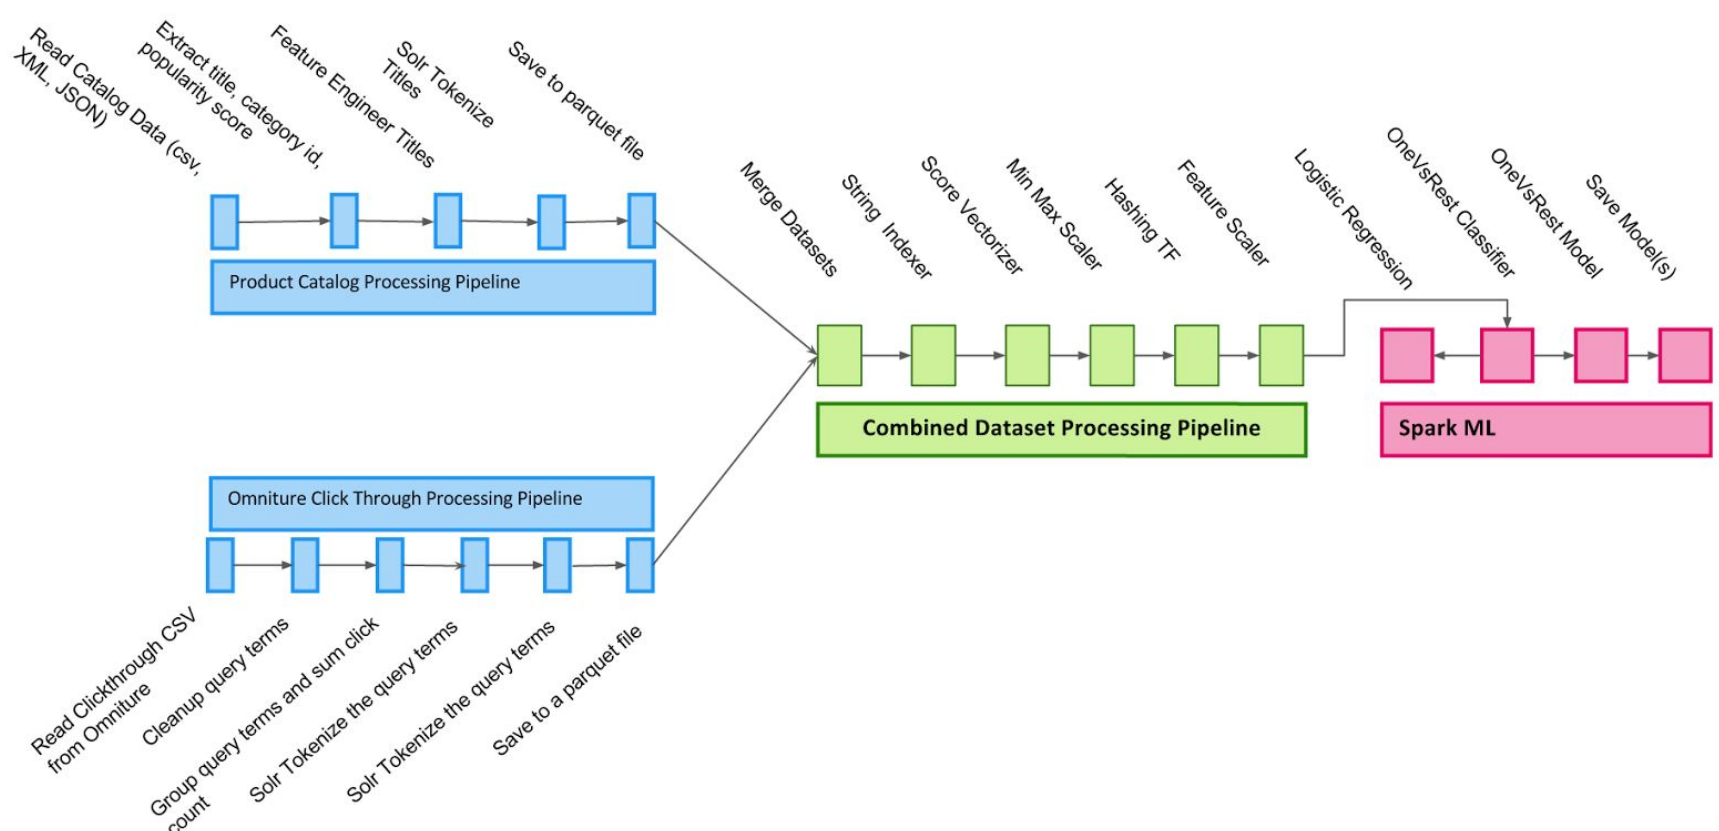 Read Catalog Data (csv,
XML, JSON)
Extract title, category id,
popularity score
Feature Engineer Titles
Solr Tokenize
Titles
Save to parquet file
Product Catalog Processing Pipeline
Merge Datasets
String Indexer
Score Vectorizer
Min Max Scaler
Hashing TF
Feature Scaler
Logistic Regression
OneVsRest Classifier
OneVsRest Model
Save Model(s)
Combined Dataset Processing Pipeline
Spark ML
Omniture Click Through Processing Pipeline
Read Clickthrough CSV
from Omniture
Cleanup query terms
Group query terms and sum click
count
Solr Tokenize the query terms
Solr Tokenize the query terms
Save to a parquet file